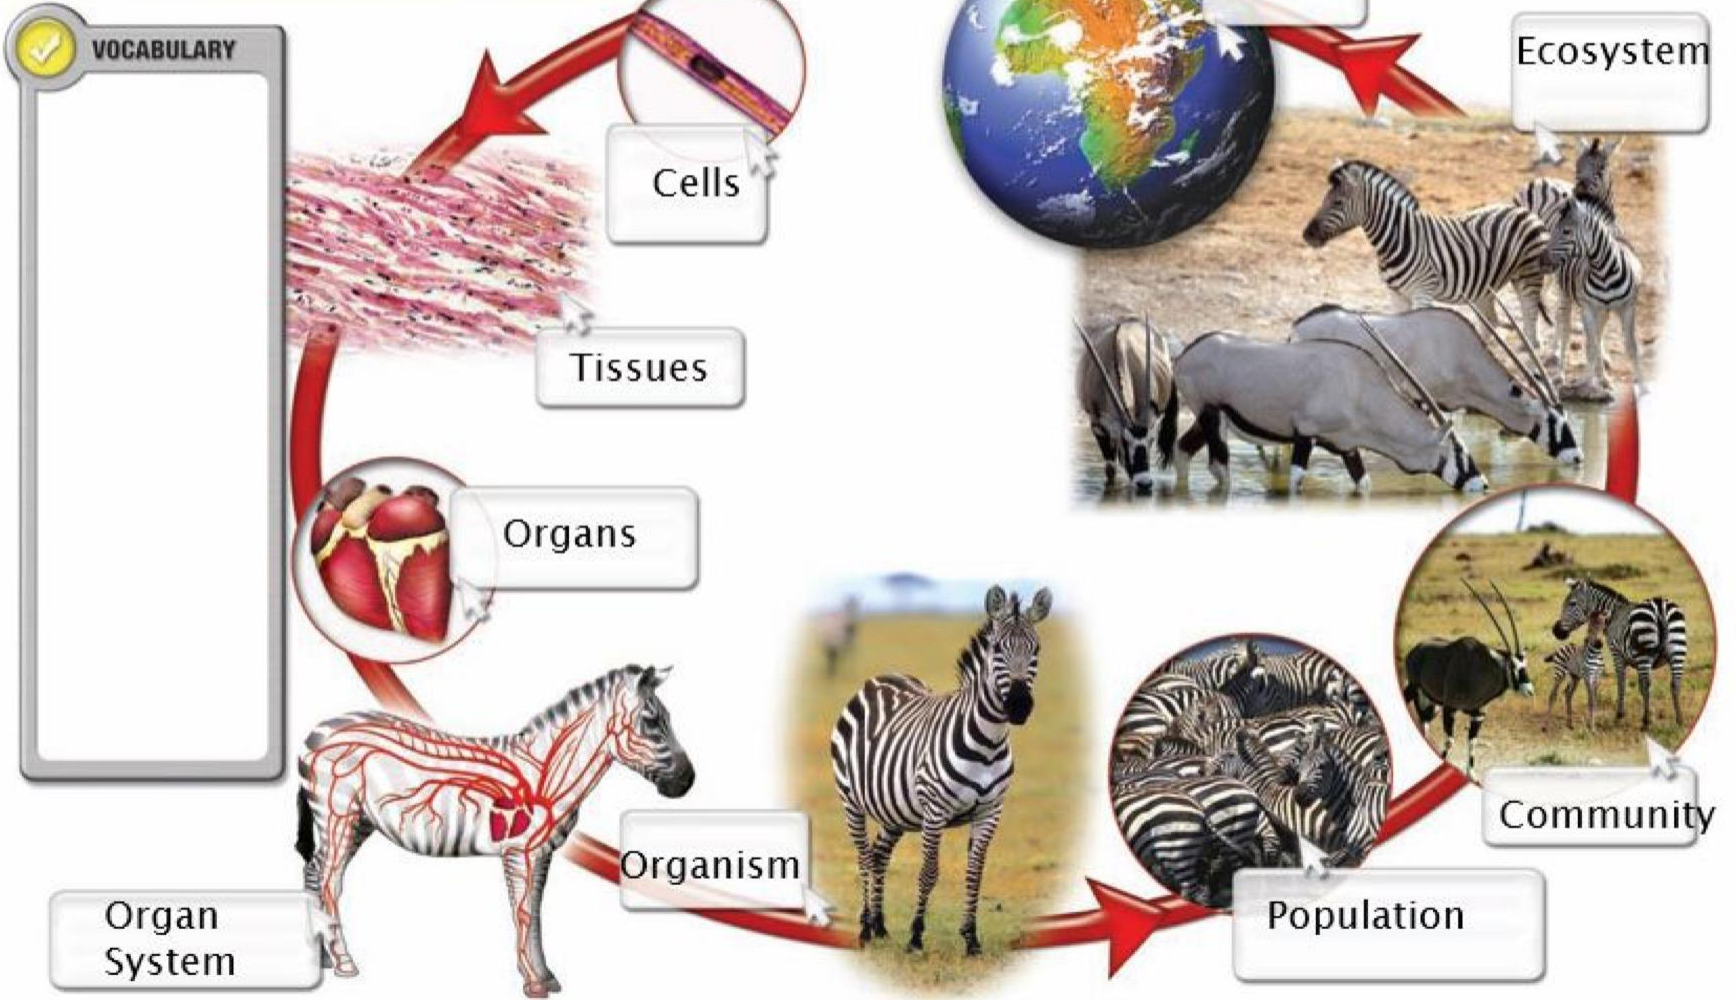 VOCABULARY
Cells
Tissues
Organs
Organ
System
Organism
Population
Community
Ecosystem